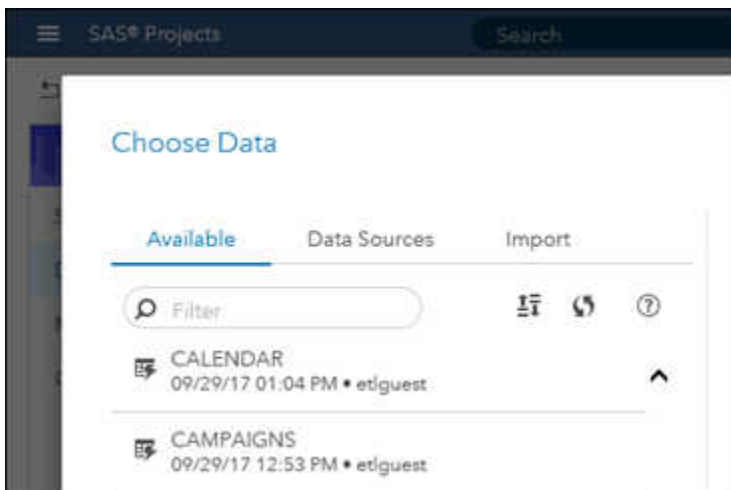 SAS® Projects
Search
Choose Data
Available
Data Sources
Import
Filter
CALENDAR
09/29/17 01:04 PM • etlguest
CAMPAIGNS
09/29/17 12:53 PM • etlguest